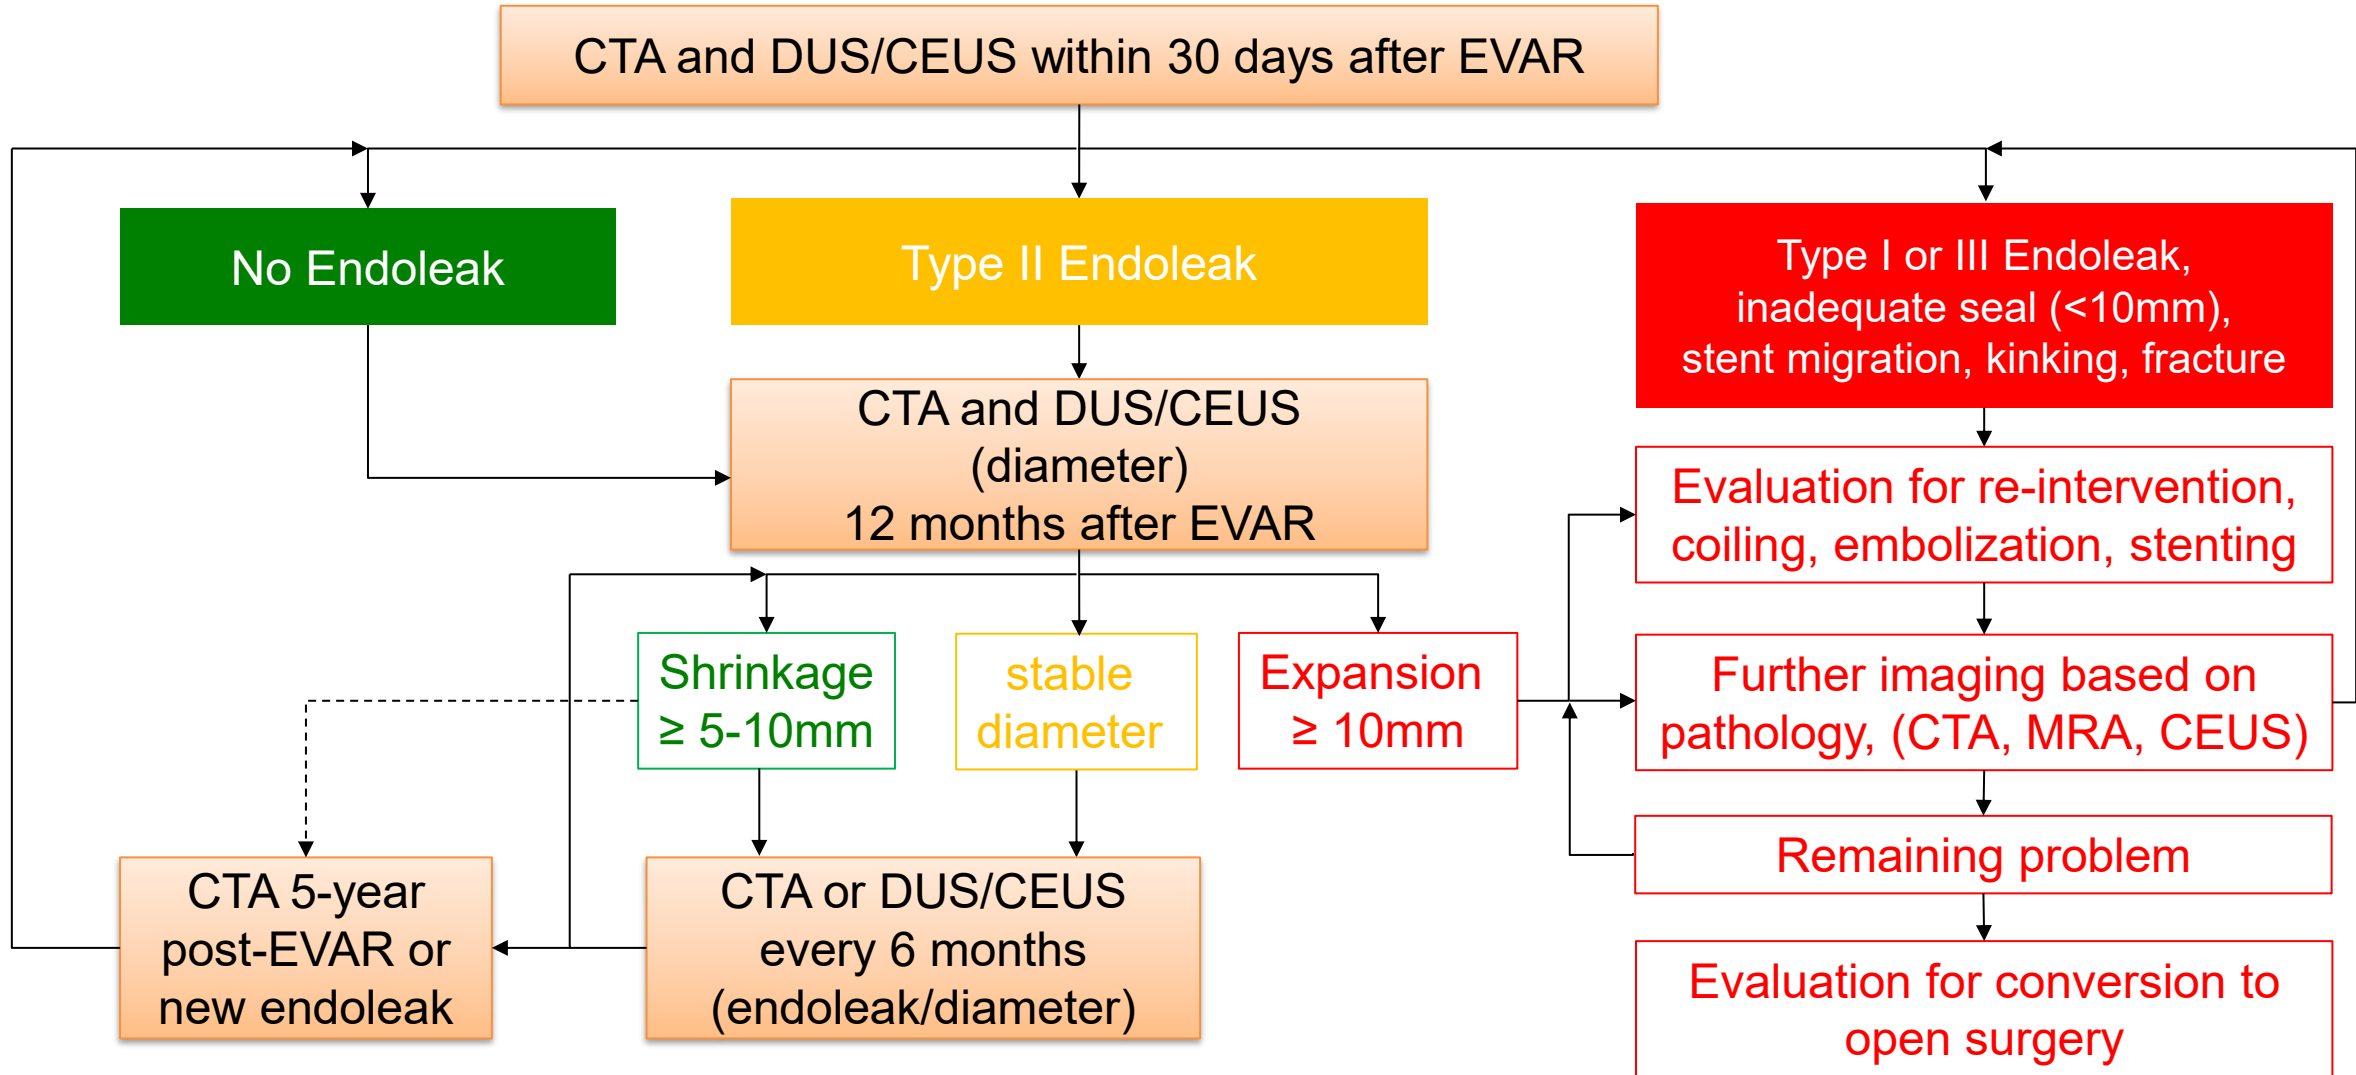 CTA and DUS/CEUS within 30 days after EVAR
No Endoleak
Type II Endoleak
Type I or III Endoleak,
inadequate seal (<10mm),
stent migration, kinking, fracture
CTA and DUS/CEUS
(diameter)
12 months after EVAR
Evaluation for re-intervention,
coiling, embolization, stenting
Shrinkage
≥ 5-10mm
stable
diameter
Expansion
≥ 10mm
Further imaging based on
pathology, (CTA, MRA, CEUS)
Remaining problem
CTA 5-year
post-EVAR or
new endoleak
CTA or DUS/CEUS
every 6 months
(endoleak/diameter)
Evaluation for conversion to
open surgery